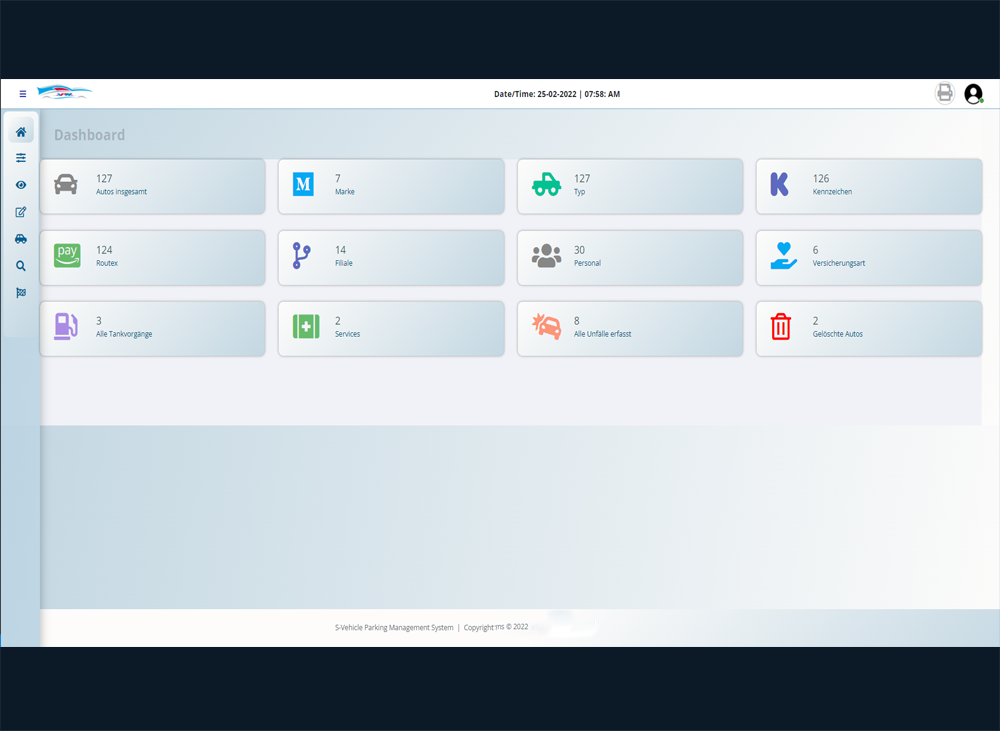 Date/Time: 25-02-2022 | 07:58: AM
Dashboard
127
Autos insgesamt
7
Marke
127
Typ
126
Kennzeichen
124
Routex
14
Filiale
30
Personal
6
Versicherungsart
3
Alle Tankvorgänge
2
Services
8
Alle Unfälle erfasst
2
Gelöschte Autos
M
K
pay
S-Vehicle Parking Management System | Copyright ms © 2022